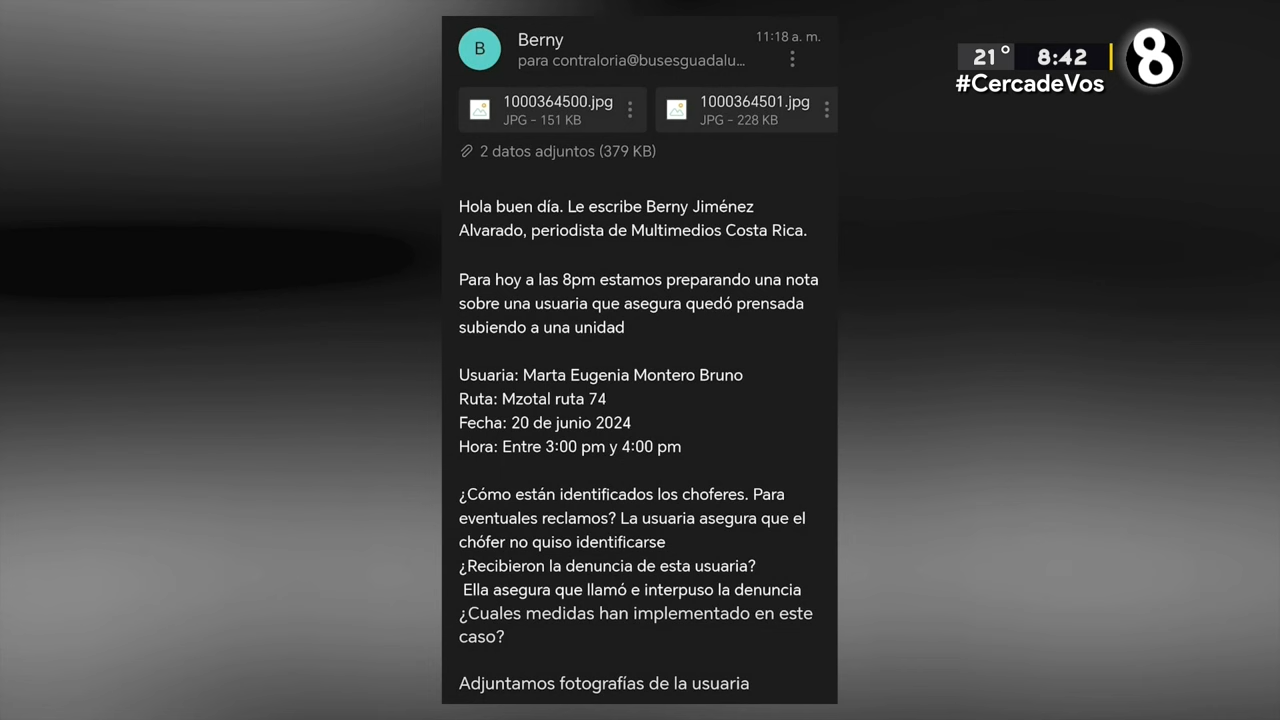 B
Berny
11:18 a. m.
para contraloria@busesguadalu...
1000364500.jpg
JPG - 151 KB
1000364501.jpg
JPG - 228 KB
2 datos adjuntos (379 KB)
Hola buen día. Le escribe Berny Jiménez
Alvarado, periodista de Multimedios Costa Rica.
Para hoy a las 8pm estamos preparando una nota
sobre una usuaria que asegura quedó prensada
subiendo a una unidad
Usuaria: Marta Eugenia Montero Bruno
Ruta: Mzotal ruta 74
Fecha: 20 de junio 2024
Hora: Entre 3:00 pm y 4:00 pm
¿Cómo están identificados los choferes. Para
eventuales reclamos? La usuaria asegura que el
chófer no quiso identificarse
¿Recibieron la denuncia de esta usuaria?
Ella asegura que llamó e interpuso la denuncia
¿Cuales medidas han implementado en este
caso?
Adjuntamos fotografías de la usuaria
21° 8:42
8
#CercadeVos